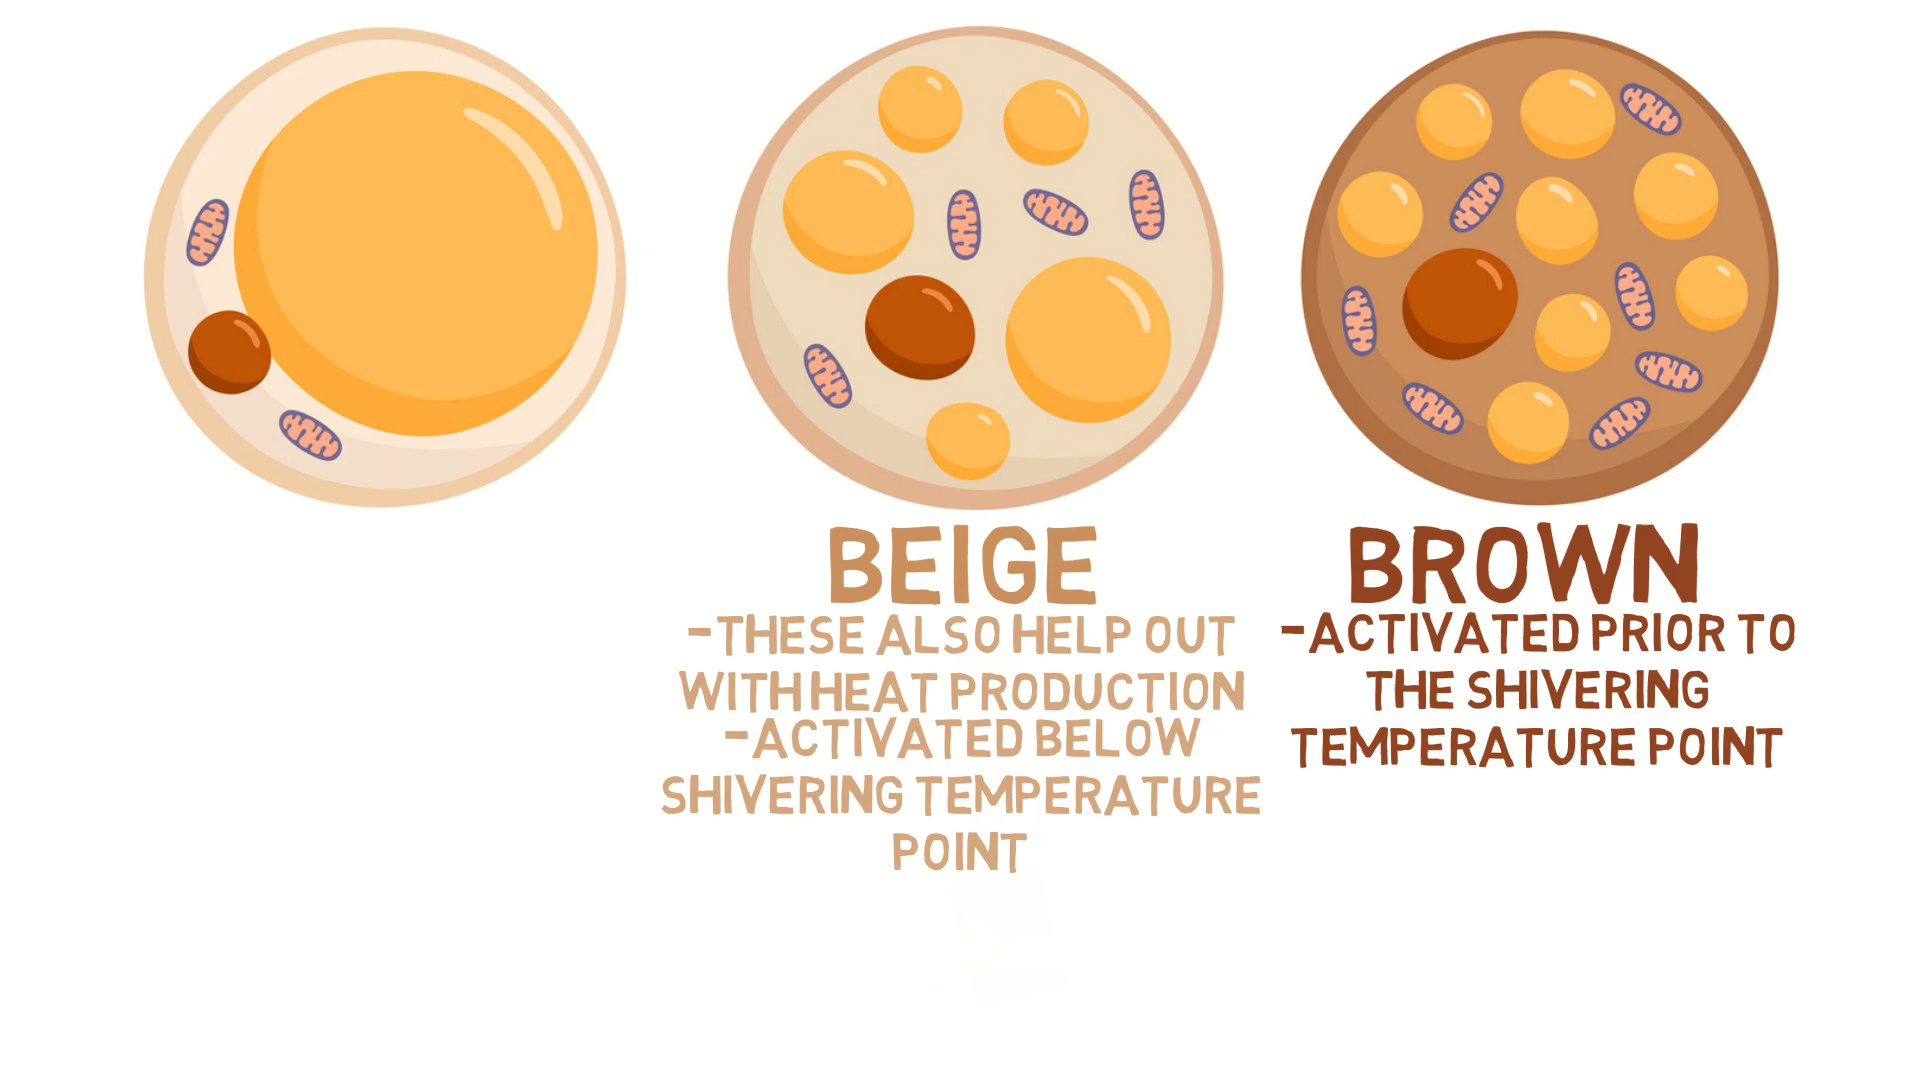 BEIGE
-THESE ALSO HELP OUT
WITH HEAT PRODUCTION
-ACTIVATED BELOW
SHIVERING TEMPERATURE
POINT
BROWN
-ACTIVATED PRIOR TO
THE SHIVERING
TEMPERATURE POINT